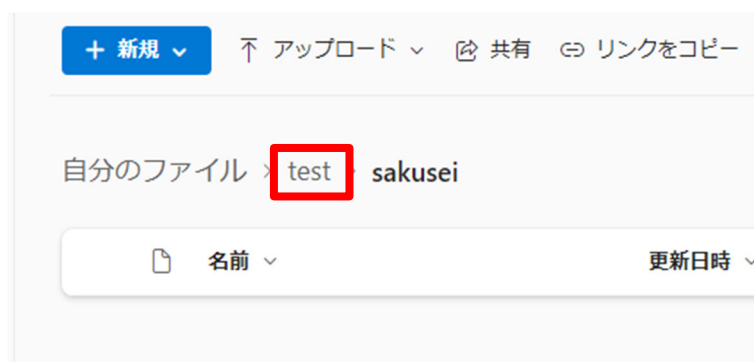 + 新規 アップロード 共有 リンクをコピー
自分のファイル > test > sakusei
名前 更新日時